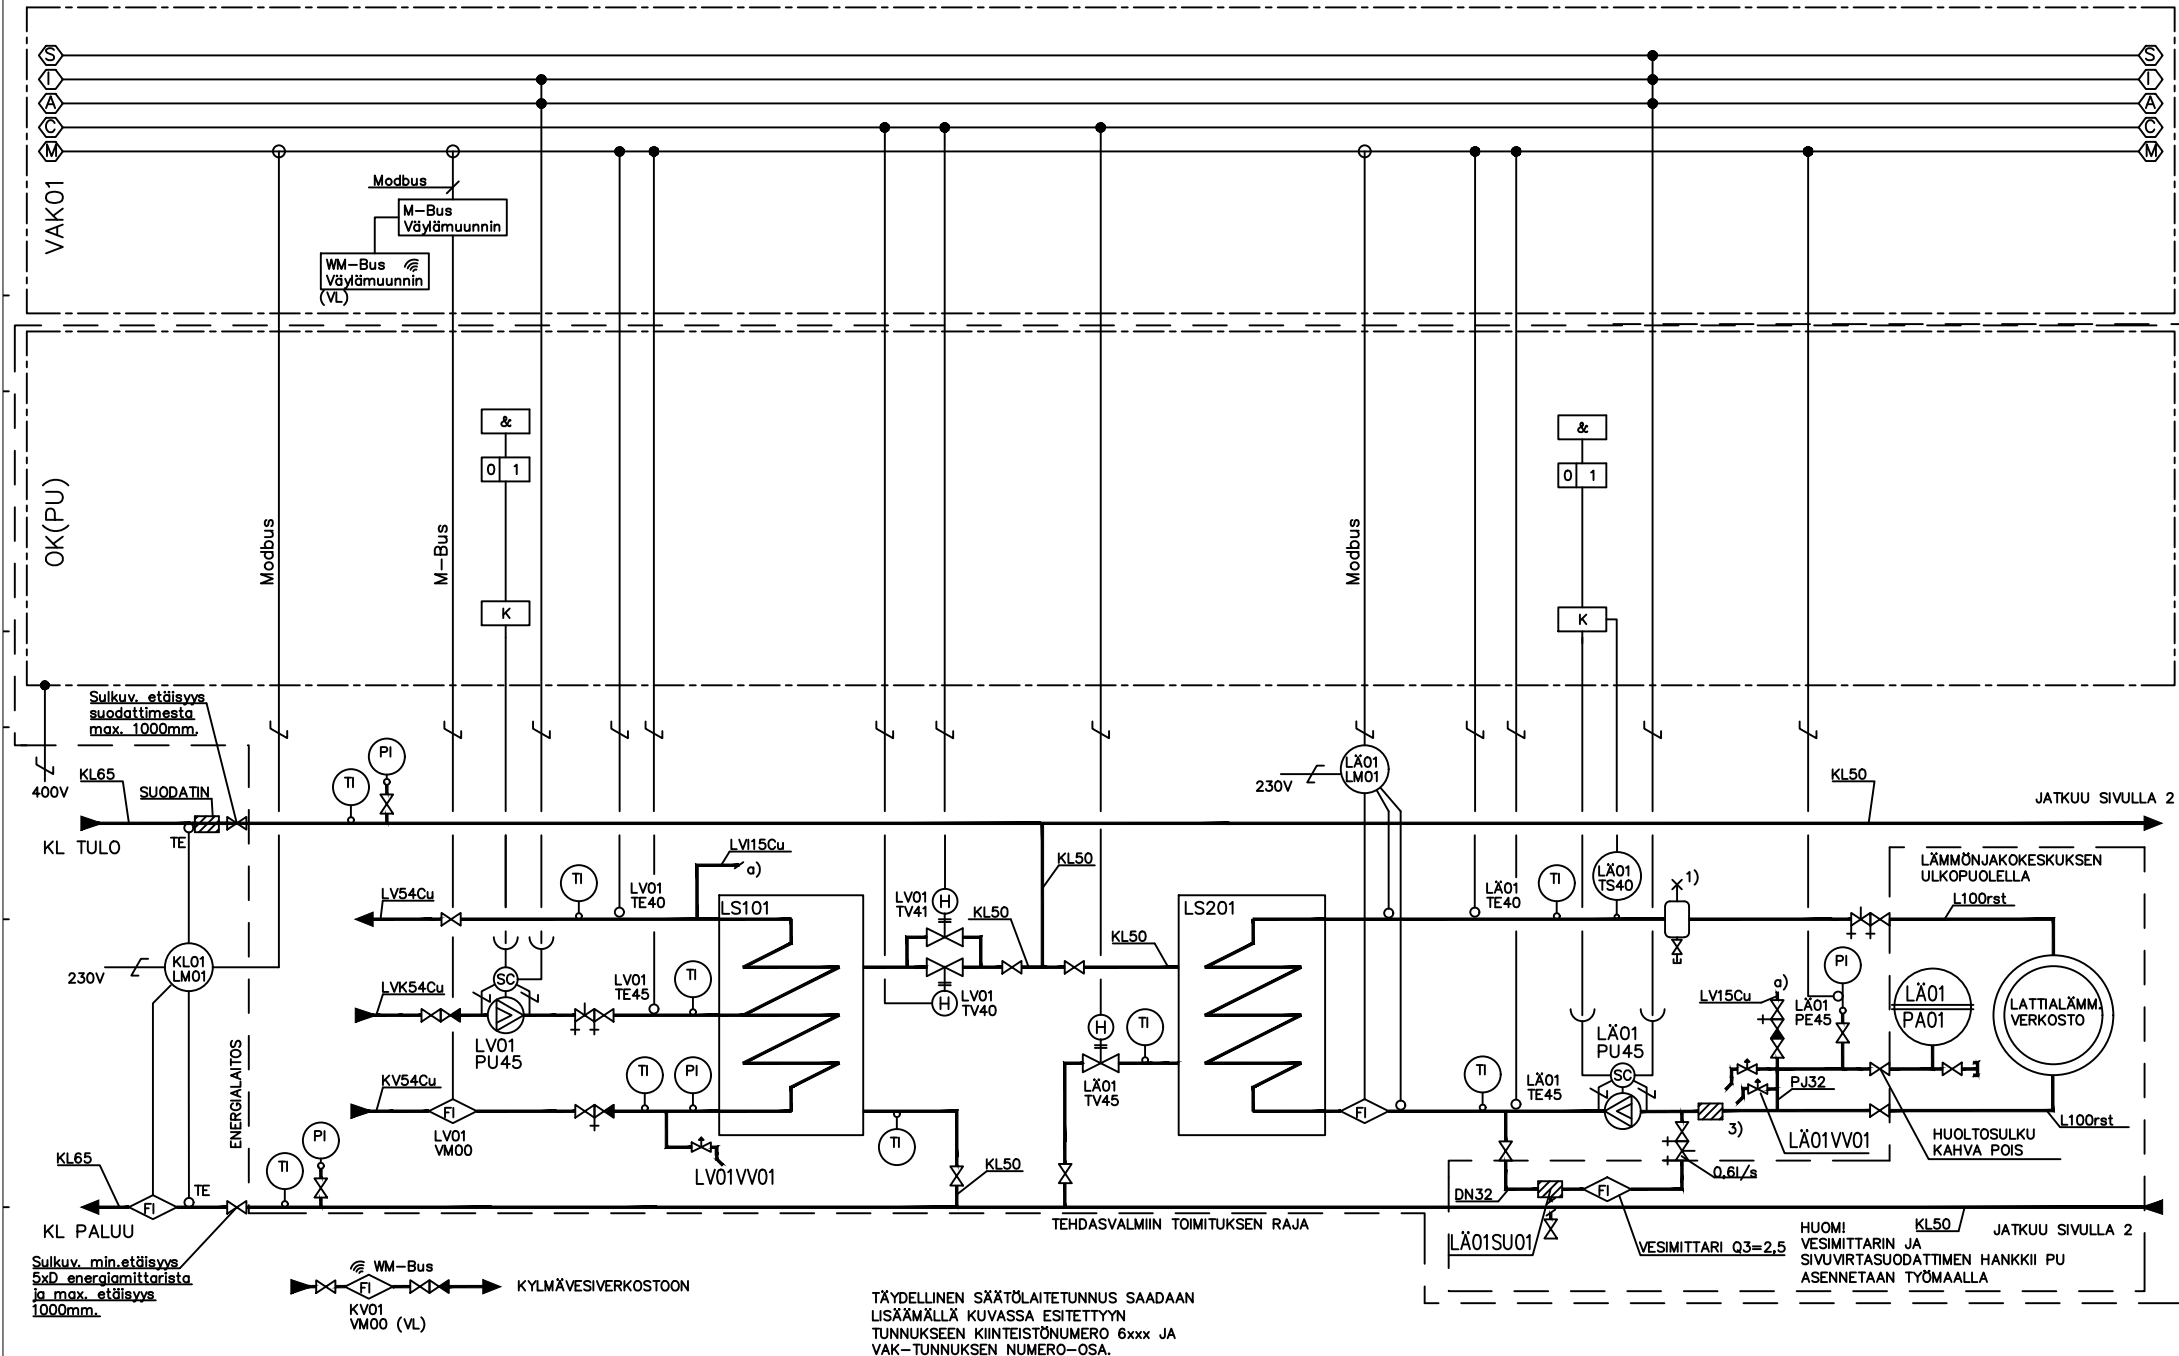 S
S
I
I
A
A
C
C
M
M
VAK01
Modbus
M-Bus
Väylämuunnin
WM-Bus
Väylämuunnin
(VL)
OK(PU)
&
0 1
K
&
0 1
K
Modbus
M-Bus
Modbus
Sulkuv. etäisyys
suodattimesta
max. 1000mm.
400V
KL65
SUODATIN
TI
PI
230V
LÄ01
LM01
KL50
JATKUU SIVULLA 2
KL TULO
TE
LVI15Cu
a)
KL50
LV54Cu
TI
LV01
TE40
LS101
LV01
TV41
H
KL50
KL50
LS201
LÄ01
TE40
TI
LÄ01
TS40
1)
LÄMMÖNJAKOKESKUKSEN
ULKOPUOLELLA
L100rst
230V
KL01
LM01
LVK54Cu
SC
LV01
PU45
LV01
TE45
TI
H
LV01
TV40
H
TI
LÄ01
TV45
LV15Cu
a)
LÄ01
PE45
PI
LÄ01
PA01
LATTIALÄMM.
VERKOSTO
LÄ01
PU45
SC
KV54Cu
FI
LV01
VM00
TI
PI
LV01VV01
TI
FI
TI
LÄ01
TE45
3)
PJ32
LÄ01VV01
HUOLTOSULKU
KAHVA POIS
L100rst
ENERGIALAITOS
KL65
FI
TE
TI
PI
KL PALUU
KL50
DN32
FI
0,6l/s
TEHDASVALMIIN TOIMITUKSEN RAJA
LÄ01SU01
VESIMITTARI Q3=2,5
HUOM!
VESIMITTARIN JA
SIVUVIRTASUODATTIMEN HANKKII PU
ASENNETAAN TYÖMAALLA
KL50
JATKUU SIVULLA 2
Sulkuv. min.etäisyys
5xD energiamittarista
ja max. etäisyys
1000mm.
WM-Bus
FI
KV01
VM00 (VL)
KYLMÄVESIVERKOSTOON
TÄYDELLINEN SÄÄTÖLAITETUNNUS SAADAAN
LISÄÄMÄLLÄ KUVASSA ESITETTYYN
TUNNUKSEEN KIINTEISTÖNUMERO 6xxx JA
VAK-TUNNUKSEN NUMERO-OSA.